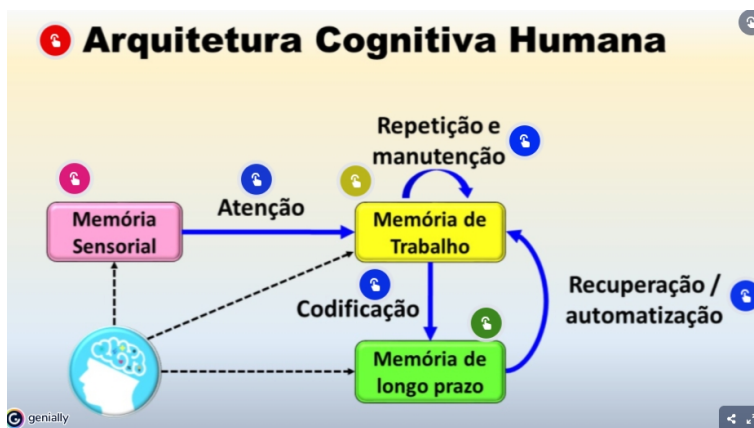 Arquitetura Cognitiva Humana
Repetição e
manutenção
Atenção
Memória
Sensorial
Memória de
Trabalho
Codificação
Recuperação /
automatização
Memória de
longo prazo
genially